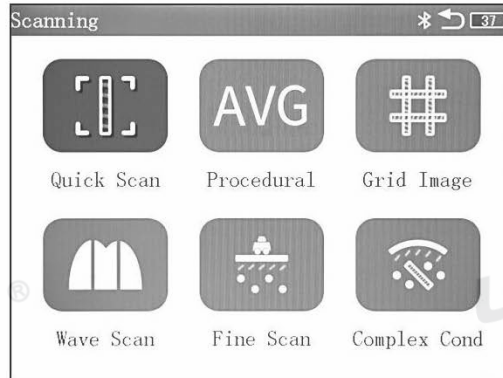 Scanning 37
AVG
Quick Scan Procedural Grid Image
Wave Scan Fine Scan Complex Cond
®